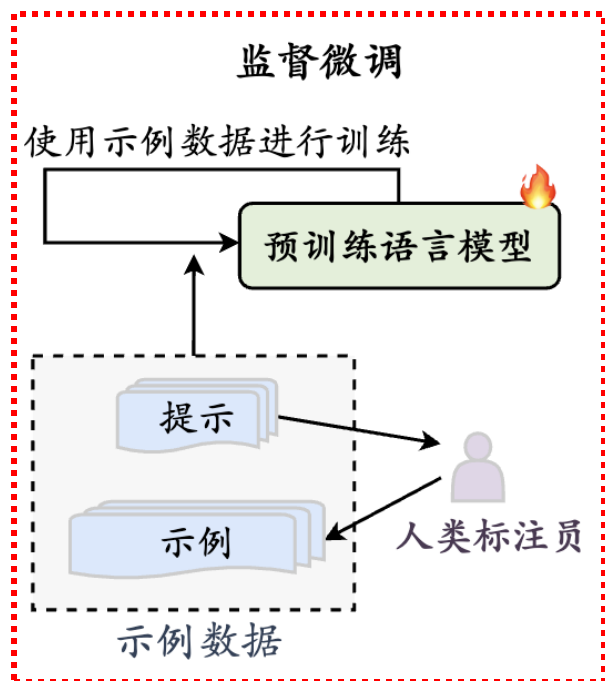 监督微调
使用示例数据进行训练
预训练语言模型
提示
示例
人类标注员
示例数据